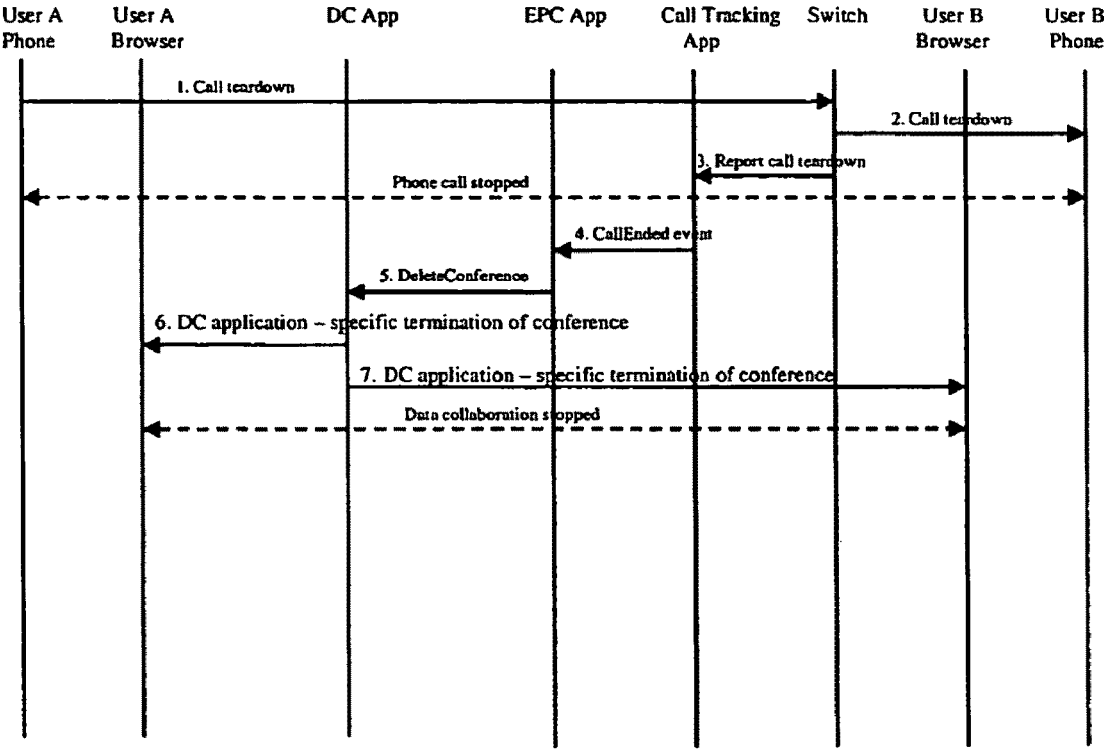 User A Phone
User A Browser
DC App
EPC App
Call Tracking App
Switch
User B Browser
User B Phone
1. Call teardown
2. Call teardown
3. Report call teardown
Phone call stopped
4. CallEnded event
5. DeleteConference
6. DC application – specific termination of conference
7. DC application – specific termination of conference
Data collaboration stopped